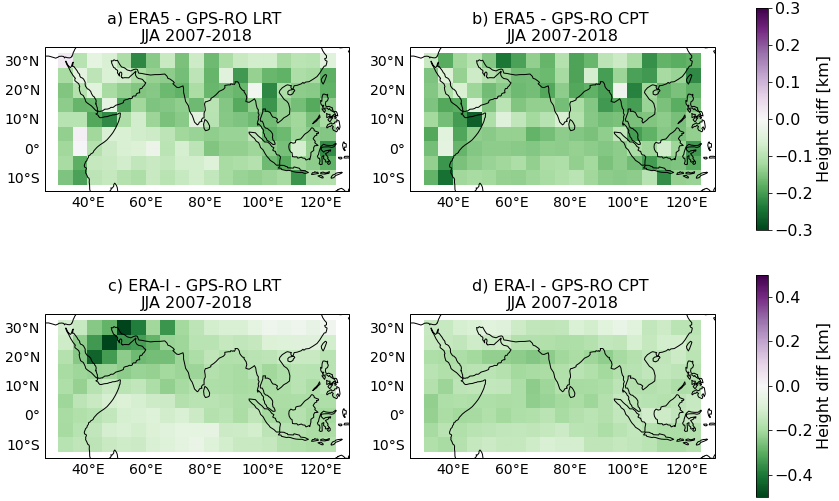 a) ERA5 - GPS-RO LRT
JJA 2007-2018
30°N
20°N
10°N
0°
10°S
40°E 60°E 80°E 100°E 120°E
b) ERA5 - GPS-RO CPT
JJA 2007-2018
30°N
20°N
10°N
0°
10°S
40°E 60°E 80°E 100°E 120°E
0.3
0.2
0.1
0.0
−0.1
−0.2
−0.3
Height diff [km]
c) ERA-I - GPS-RO LRT
JJA 2007-2018
30°N
20°N
10°N
0°
10°S
40°E 60°E 80°E 100°E 120°E
d) ERA-I - GPS-RO CPT
JJA 2007-2018
30°N
20°N
10°N
0°
10°S
40°E 60°E 80°E 100°E 120°E
0.4
0.2
0.0
−0.2
−0.4
Height diff [km]